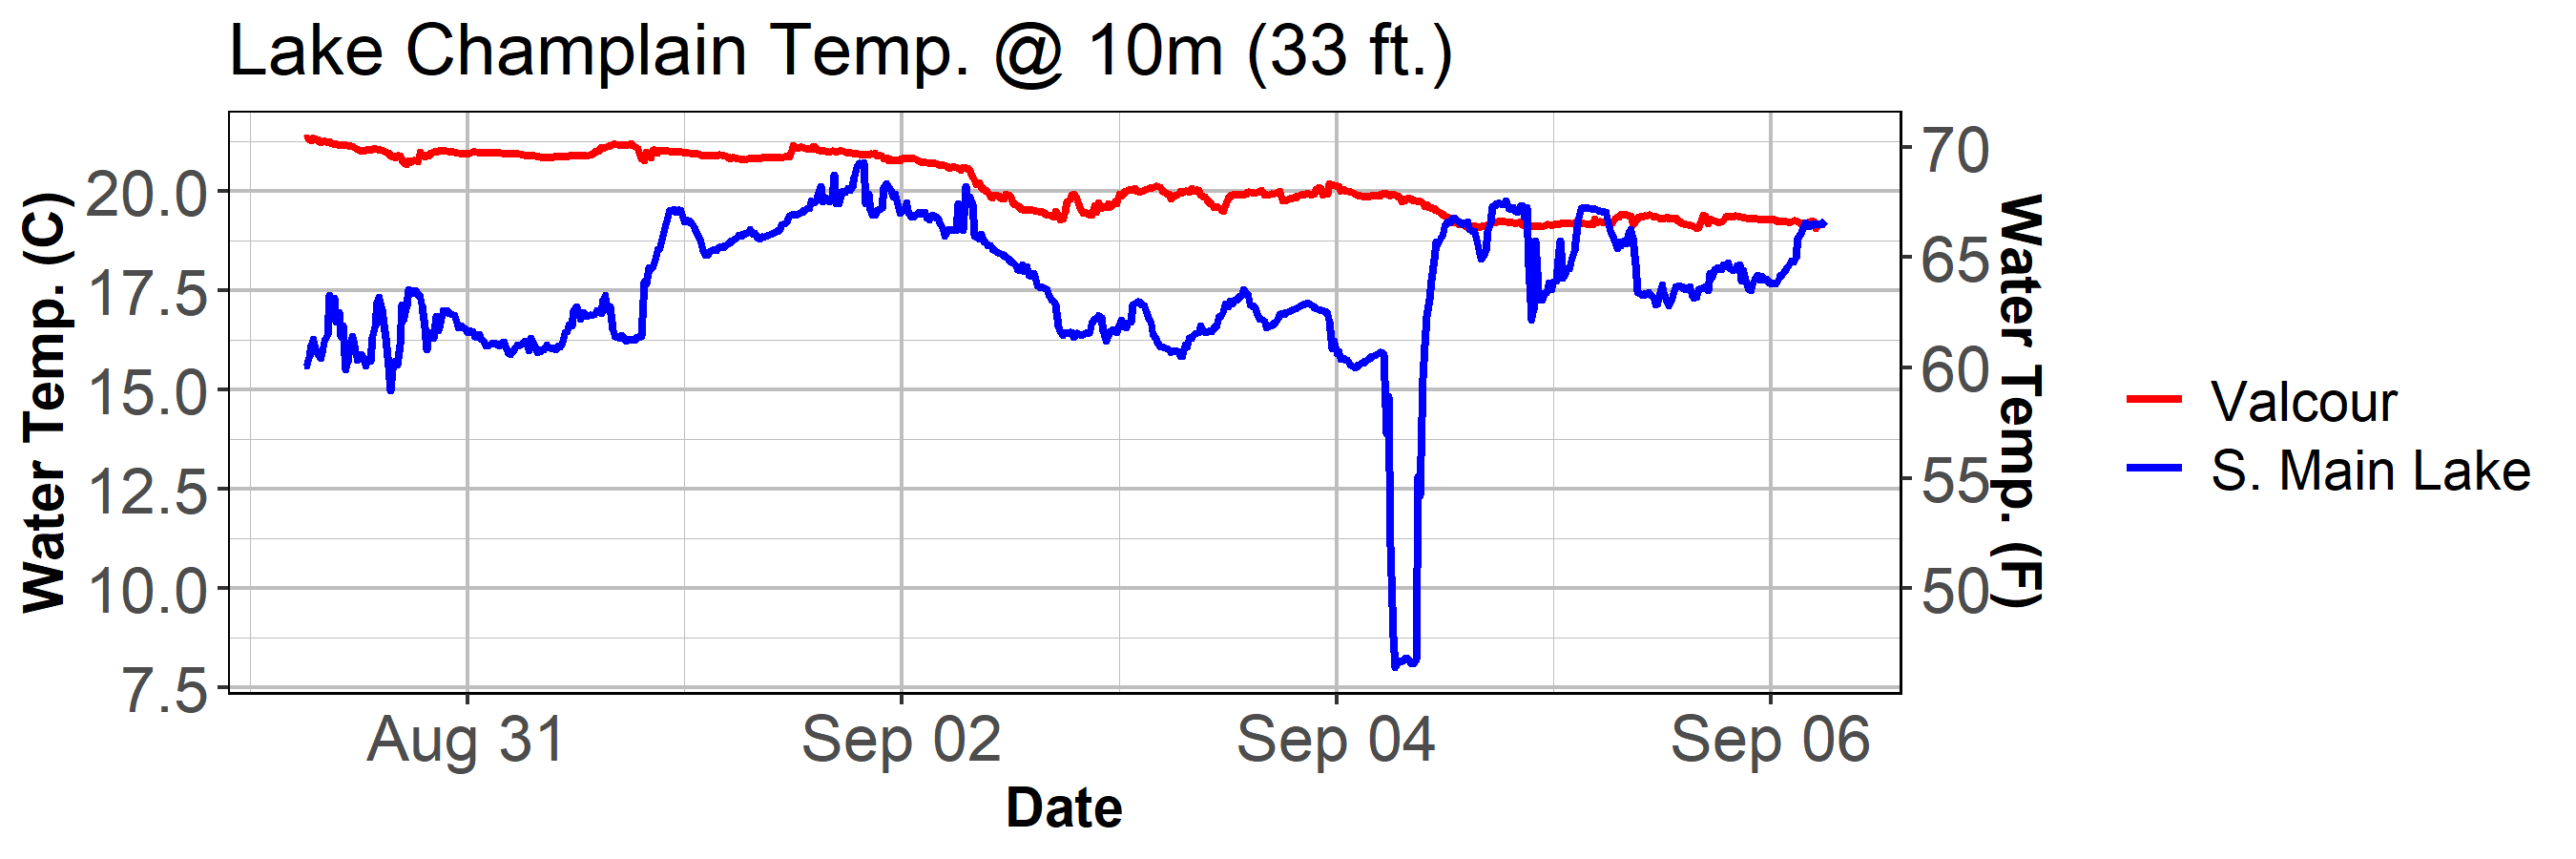 Lake Champlain Temp. @ 10m (33 ft.)
Water Temp. (C)
20.0
17.5
15.0
12.5
10.0
7.5
70
65
60
55
50
Water Temp. (F)
Aug 31
Sep 02
Sep 04
Sep 06
Date
Valcour
S. Main Lake